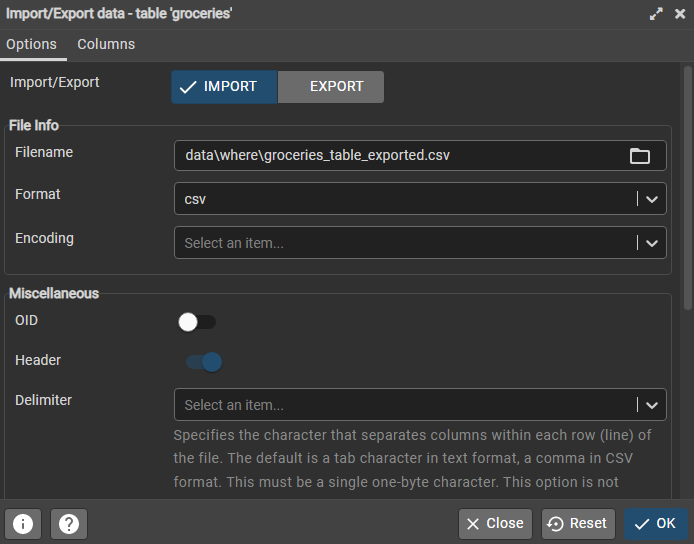 Import/Export data - table 'groceries'
Options Columns
Import/Export IMPORT EXPORT
File Info
Filename data\where\groceries_table_exported.csv
Format csv
Encoding Select an item...
Miscellaneous
OID
Header
Delimiter Select an item...
Specifies the character that separates columns within each row (line) of
the file. The default is a tab character in text format, a comma in CSV
format. This must be a single one-byte character. This option is not
Close Reset OK